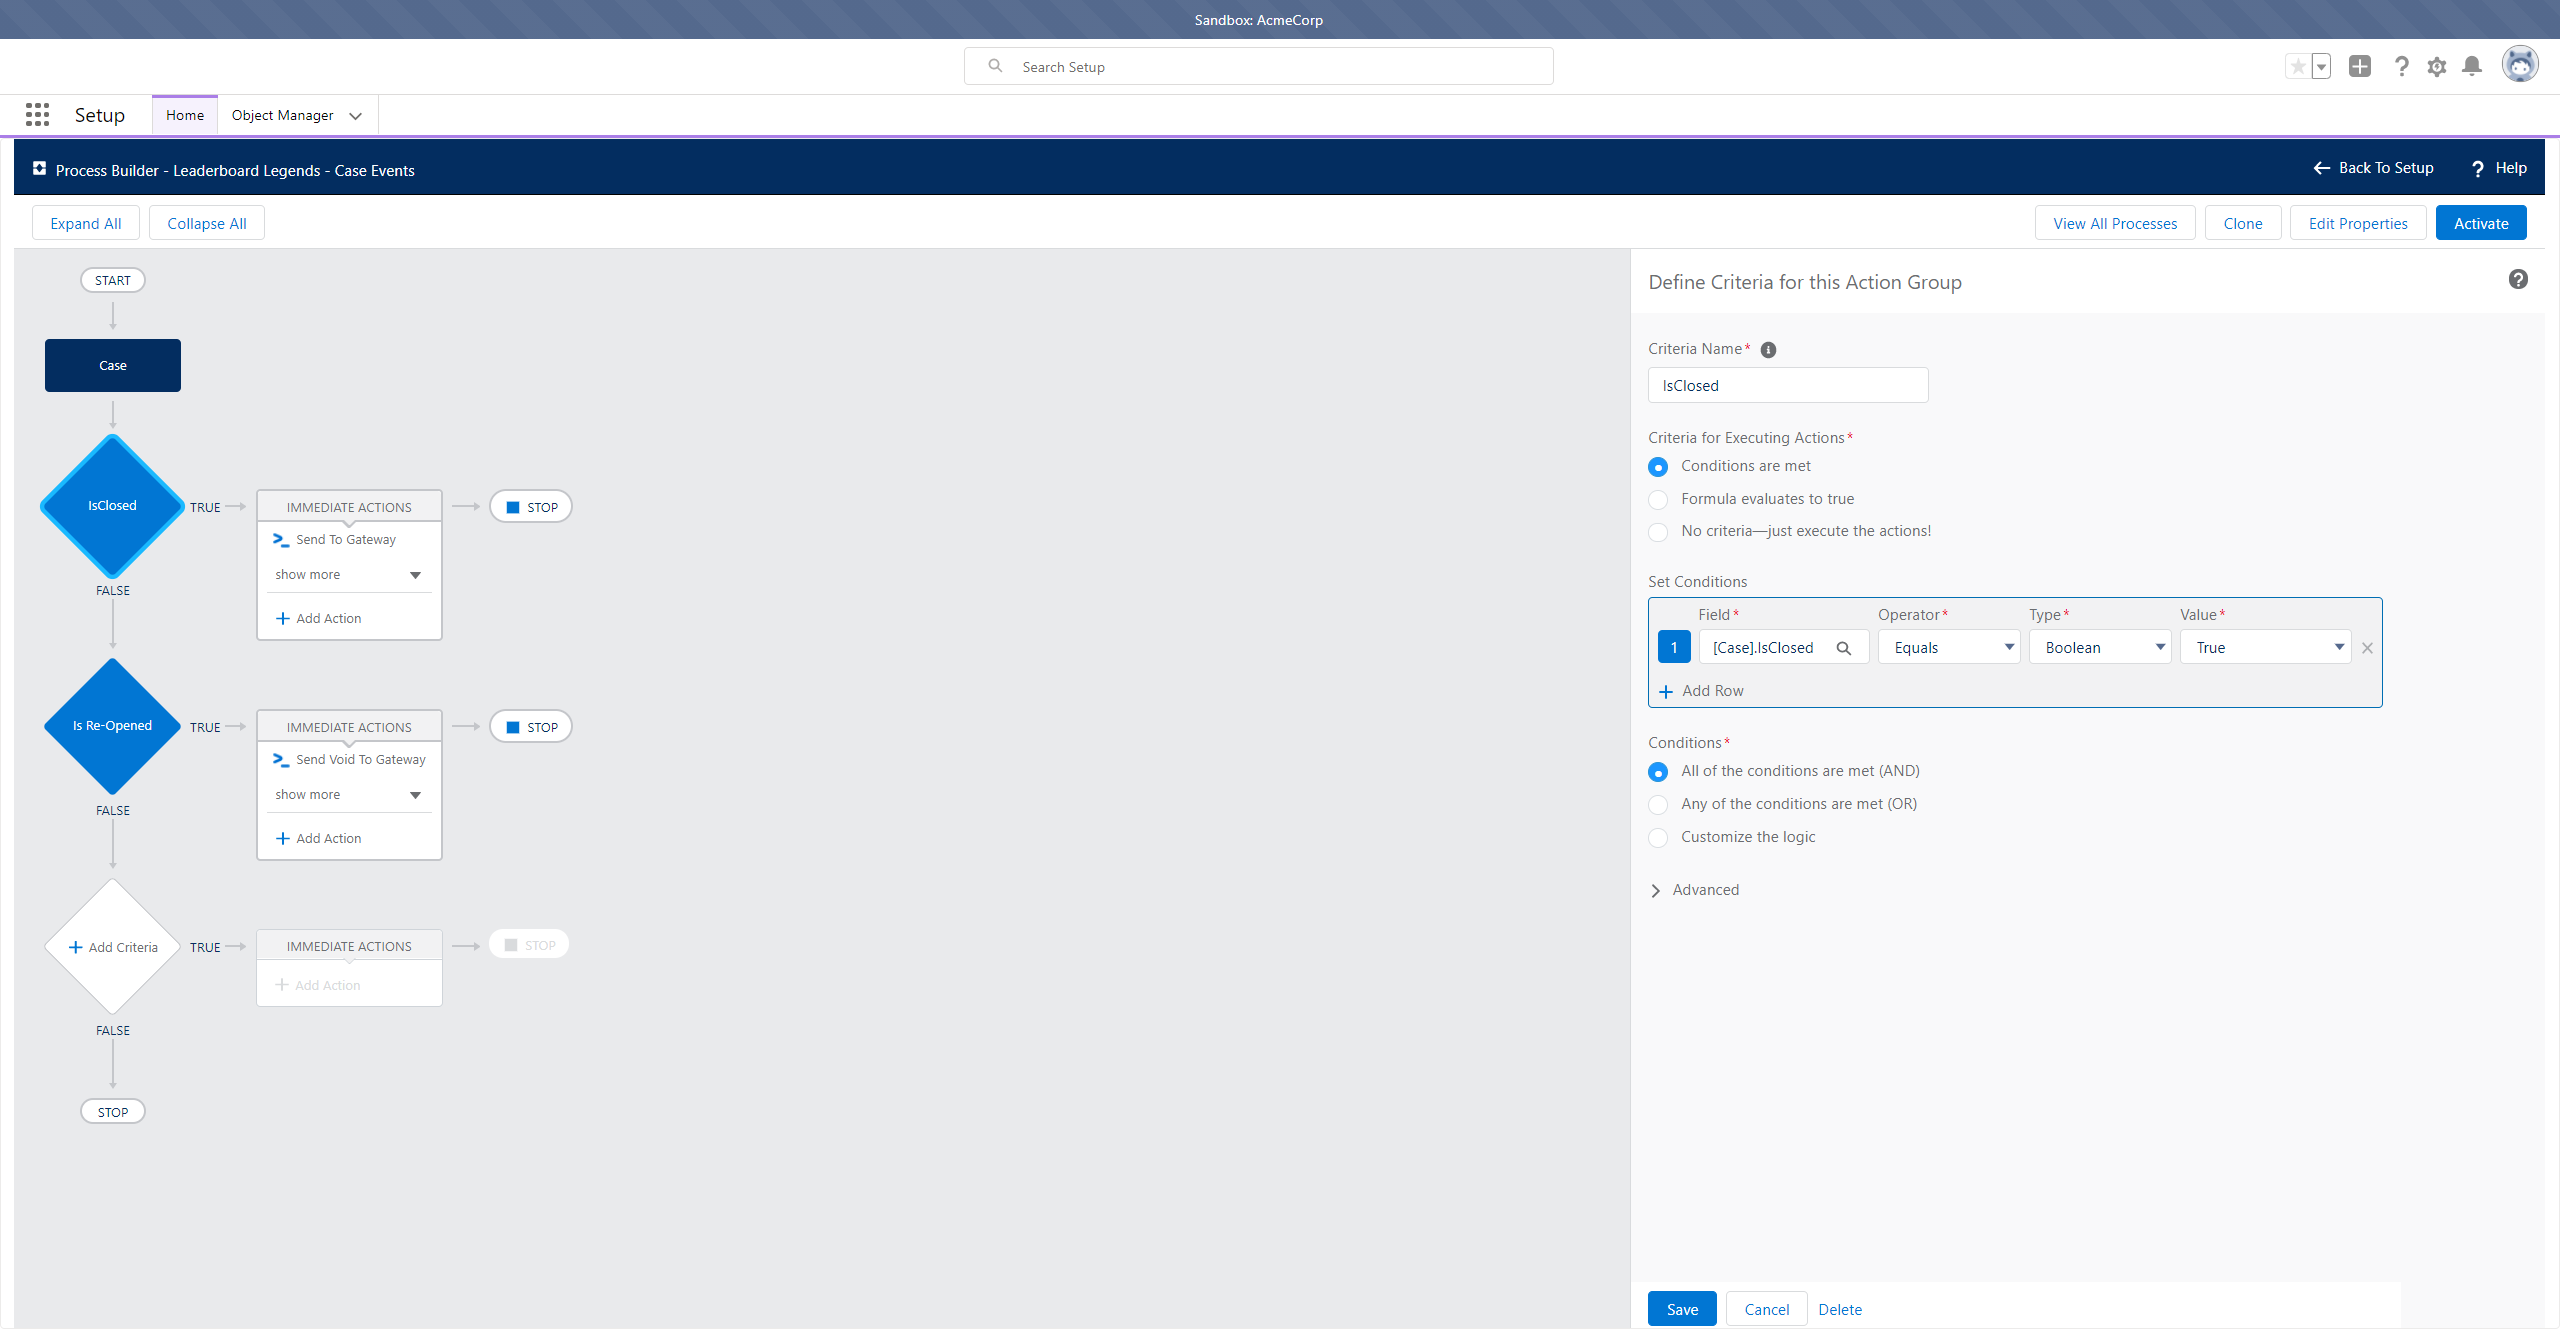 Sandbox: AcmeCorp
Search Setup
Setup Home Object Manager
Process Builder - Leaderboard Legends - Case Events Back To Setup ? Help
Expand All Collapse All View All Processes Clone Edit Properties Activate
START
Case
IsClosed TRUE IMMEDIATE ACTIONS STOP
Send To Gateway
show more
+ Add Action
FALSE
Is Re-Opened TRUE IMMEDIATE ACTIONS STOP
Send Void To Gateway
show more
+ Add Action
FALSE
+ Add Criteria TRUE IMMEDIATE ACTIONS STOP
+ Add Action
FALSE
STOP
Define Criteria for this Action Group
Criteria Name*
IsClosed
Criteria for Executing Actions*
Conditions are met
Formula evaluates to true
No criteria—just execute the actions!
Set Conditions
Field* Operator* Type* Value*
1 [Case].IsClosed Equals Boolean True
+ Add Row
Conditions*
All of the conditions are met (AND)
Any of the conditions are met (OR)
Customize the logic
Advanced
Save Cancel Delete